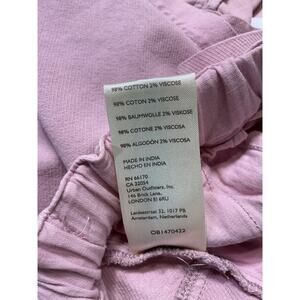 98% COTTON 2% VISCOSE
98% COTON 2% VISCOSE
98% BAUMWOLLE 2% VISKOSE
98% COTONE 2% VISCOSA
98% ALGODÓN 2% VISCOSA
MADE IN INDIA
HECHO EN INDIA
RN 66170
CA 22054
Urban Outfitters, Inc.
146 Brick Lane,
LONDON E1 6RU
Leidsestraat 32, 1017 PB
Amsterdam, Netherlands
OB1470422